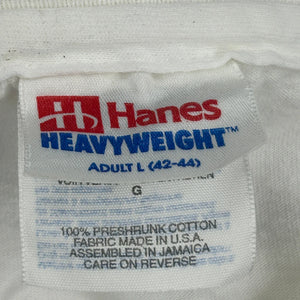 Hanes
HEAVYWEIGHT™
ADULT L (42-44)
G
100% PRESHRUNK COTTON
FABRIC MADE IN U.S.A.
ASSEMBLED IN JAMAICA
CARE ON REVERSE